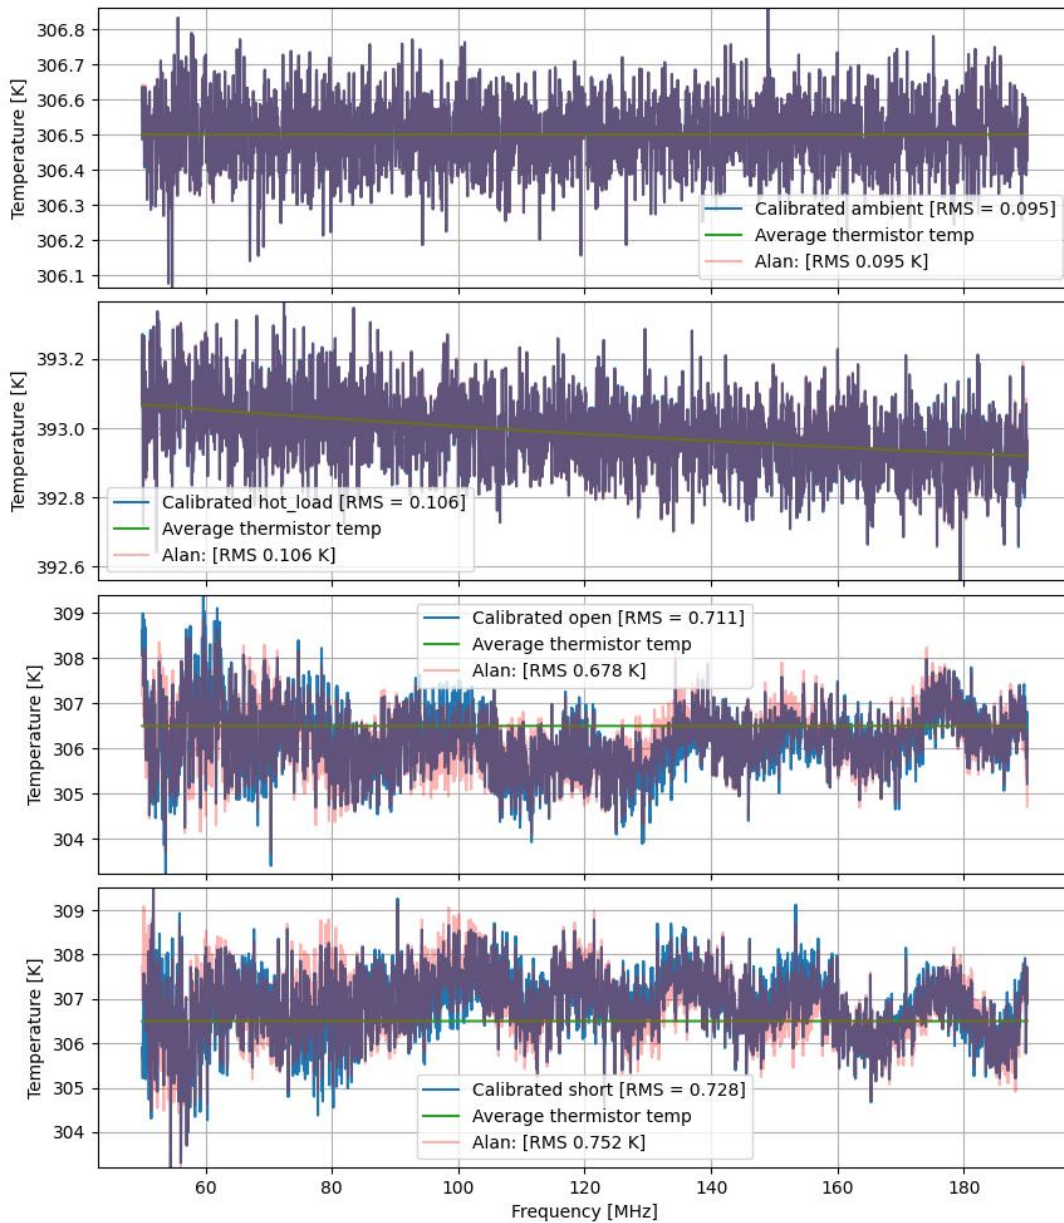 306.8
306.7
306.6
306.5
306.4
306.3
306.2
306.1
Temperature [K]
Calibrated ambient [RMS = 0.095]
Average thermistor temp
Alan: [RMS 0.095 K]
393.2
393.0
392.8
392.6
Temperature [K]
Calibrated hot_load [RMS = 0.106]
Average thermistor temp
Alan: [RMS 0.106 K]
309
308
307
306
305
304
Temperature [K]
Calibrated open [RMS = 0.711]
Average thermistor temp
Alan: [RMS 0.678 K]
309
308
307
306
305
304
Temperature [K]
Calibrated short [RMS = 0.728]
Average thermistor temp
Alan: [RMS 0.752 K]
60 80 100 120 140 160 180
Frequency [MHz]